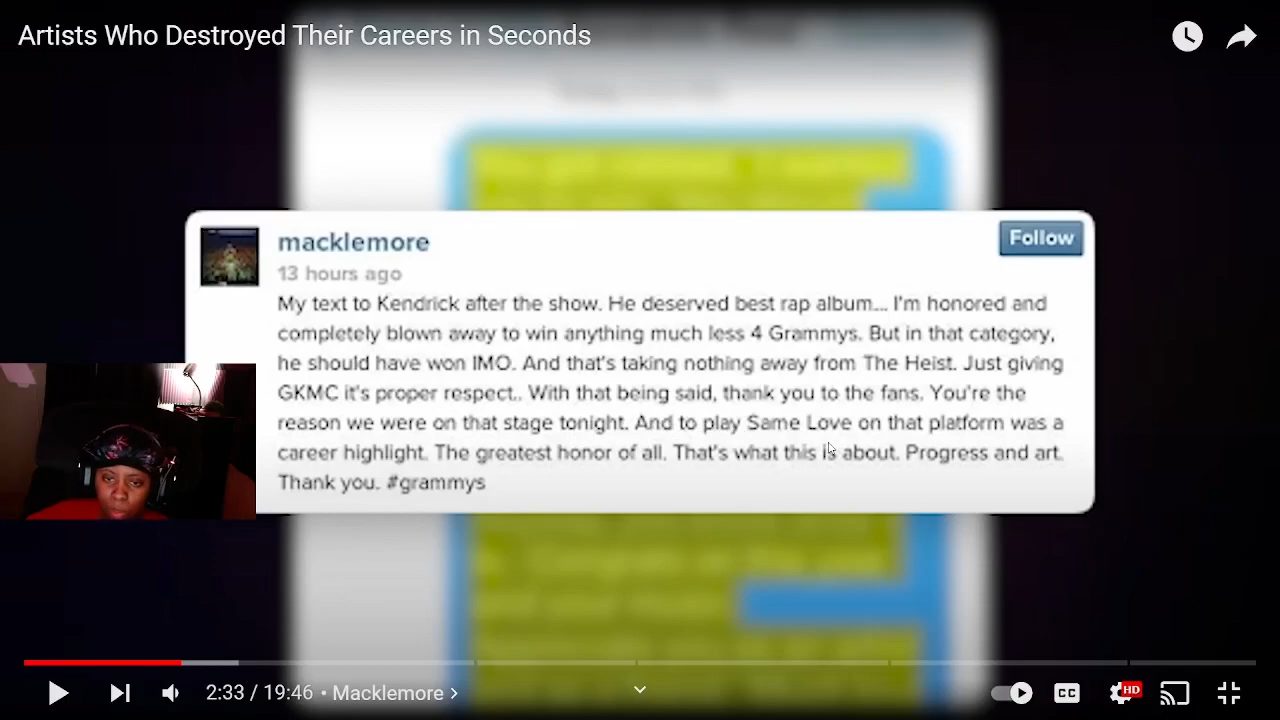 Artists Who Destroyed Their Careers in Seconds
macklemore
Follow
13 hours ago
My text to Kendrick after the show. He deserved best rap album... I'm honored and
completely blown away to win anything much less 4 Grammys. But in that category,
he should have won IMO. And that's taking nothing away from The Heist. Just giving
GKMC it's proper respect.. With that being said, thank you to the fans. You're the
reason we were on that stage tonight. And to play Same Love on that platform was a
career highlight. The greatest honor of all. That's what this is about. Progress and art.
Thank you. #grammys
2:33 / 19:46 • Macklemore >
CC
HD